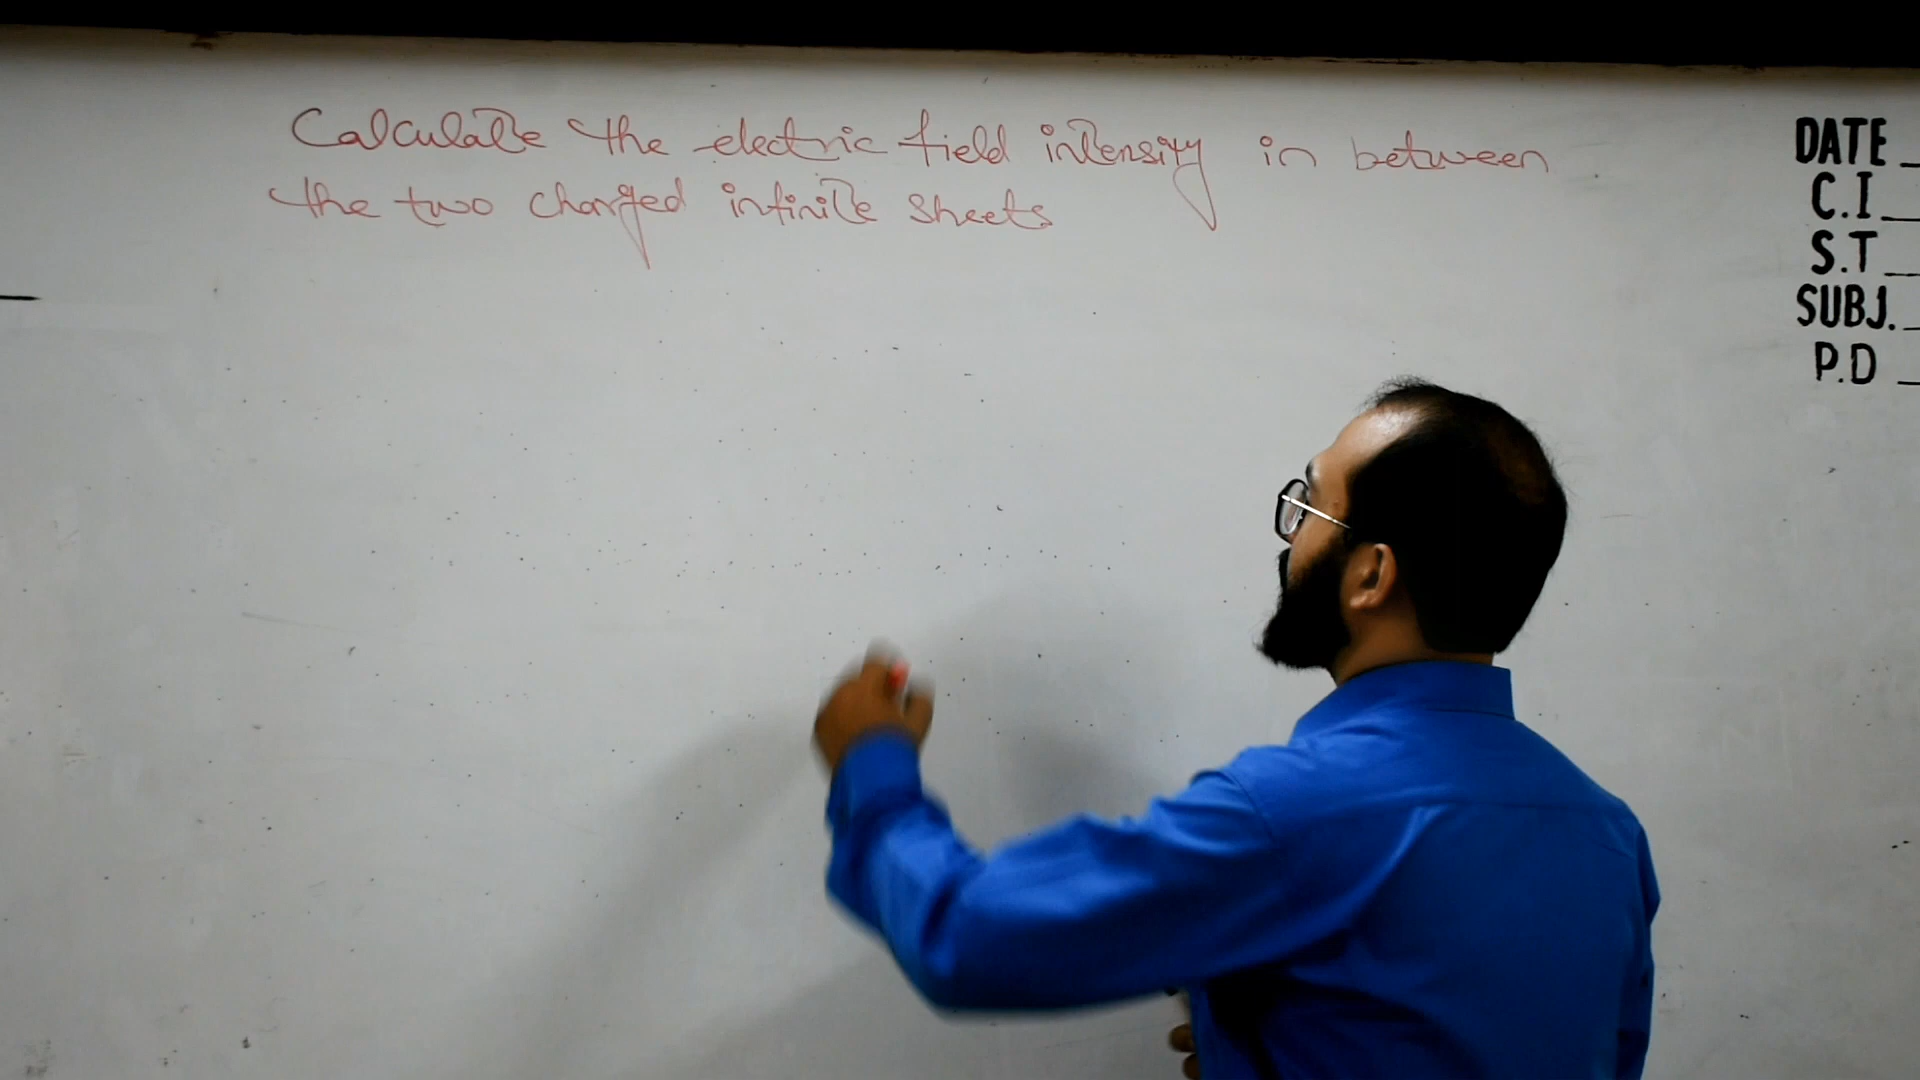 Calculate the electric field intensity in between
the two charged infinite sheets
DATE
C.I
S.T
SUBJ.
P.D